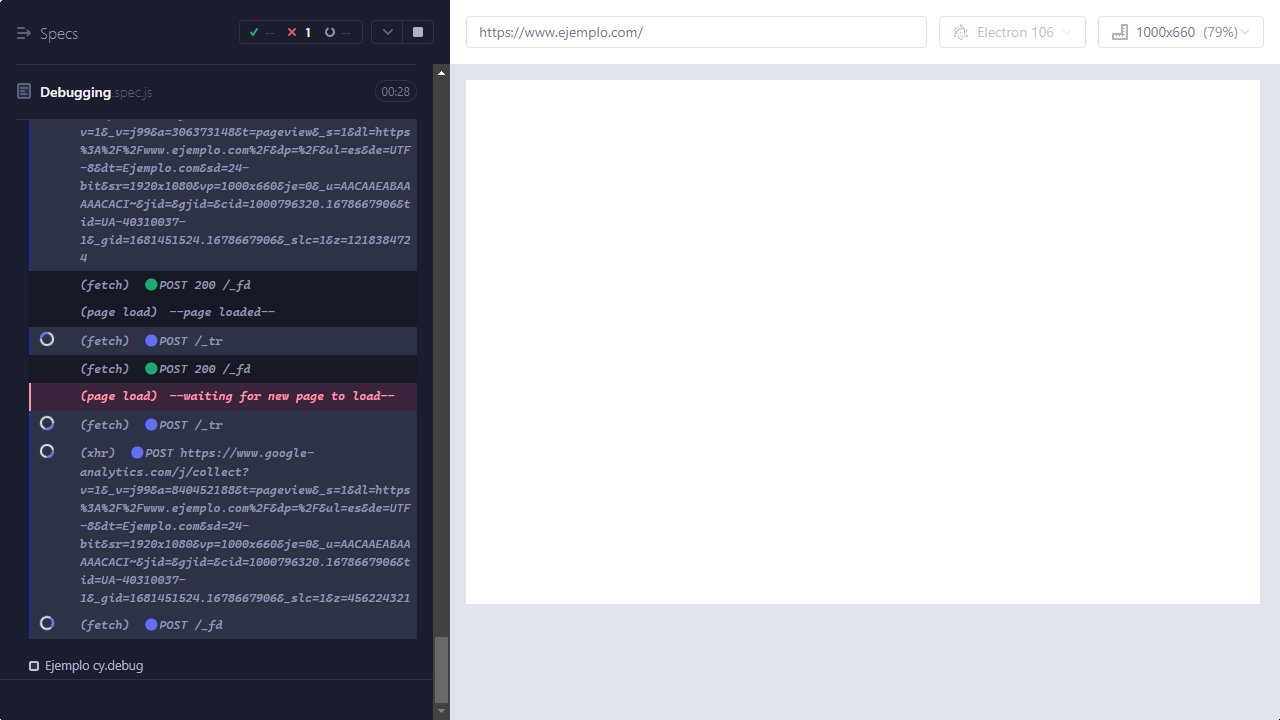 Specs
-- 1 --
https://www.ejemplo.com/
Electron 106
1000x660 (79%)
Debugging.spec.js
00:28
v=1&_v=j99&a=306373148&t=pageview&_s=1&dl=https
%3A%2F%2Fwww.ejemplo.com%2F&dp=%2F&ul=es&de=UTF
-8&dt=Ejemplo.com&sd=24-
bit&sr=1920x1080&vp=1000x660&je=0&_u=AACAAEABAA
AAACACI~&jid=&gjid=&cid=1000796320.1678667906&t
id=UA-40310037-
1&_gid=1681451524.1678667906&_slc=1&z=121838472
4
(fetch) POST 200 /_fd
(page load) --page loaded--
(fetch) POST /_tr
(fetch) POST 200 /_fd
(page load) --waiting for new page to load--
(fetch) POST /_tr
(xhr) POST https://www.google-
analytics.com/j/collect?
v=1&_v=j99&a=840452188&t=pageview&_s=1&dl=https
%3A%2F%2Fwww.ejemplo.com%2F&dp=%2F&ul=es&de=UTF
-8&dt=Ejemplo.com&sd=24-
bit&sr=1920x1080&vp=1000x660&je=0&_u=AACAAEABAA
AAACACI~&jid=&gjid=&cid=1000796320.1678667906&t
id=UA-40310037-
1&_gid=1681451524.1678667906&_slc=1&z=456224321
(fetch) POST /_fd
Ejemplo cy.debug